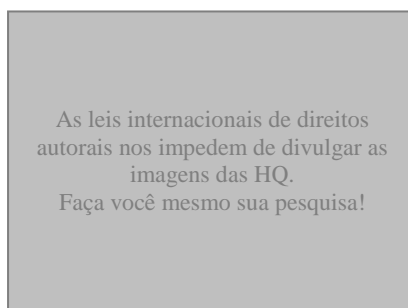 As leis internacionais de direitos
autorais nos impedem de divulgar as
imagens das HQ.
Faça você mesmo sua pesquisa!